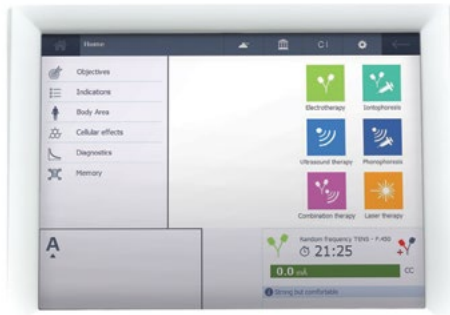 Home
C I
Objectives
Indications
Body Area
Cellular effects
Diagnostics
Memory
Electrotherapy
Iontophoresis
Ultrasound therapy
Phonophoresis
Combination therapy
Laser therapy
A
Random frequency TENS - F.400
21:25
0.0 mA
CC
Strong but comfortable